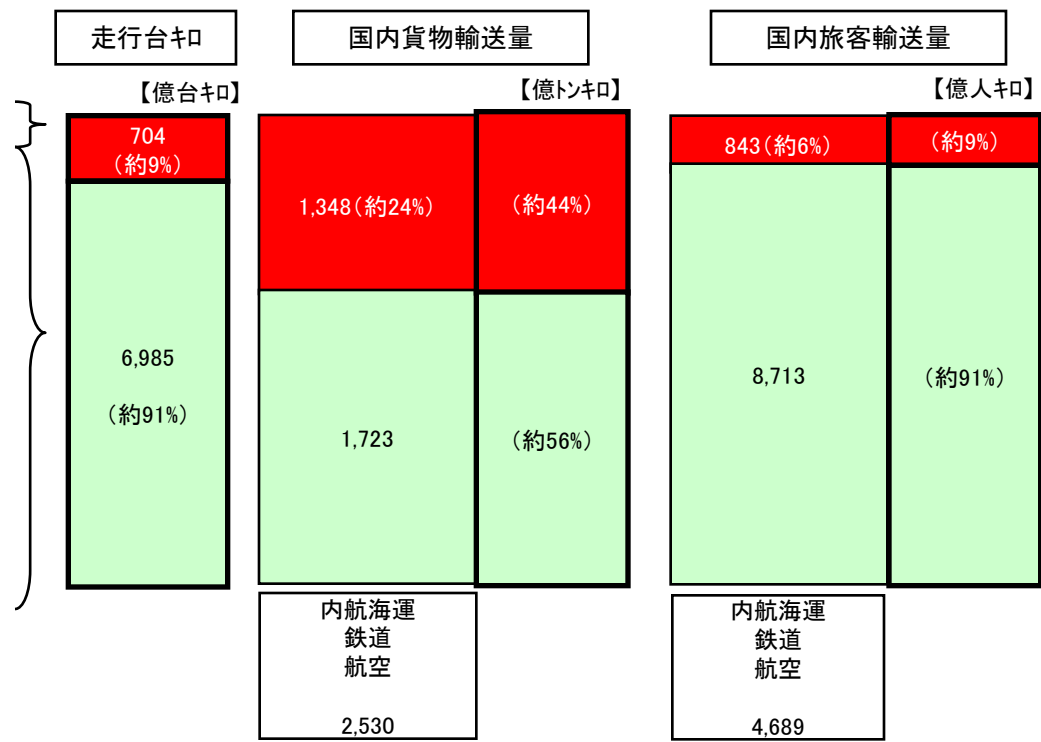 走行台ｷﾛ
国内貨物輸送量
国内旅客輸送量
【億台ｷﾛ】
【億ﾄﾝｷﾛ】
【億人ｷﾛ】
704
（約9%）
1,348（約24%）
（約44%）
843（約6%）
（約9%）
6,985
（約91%）
1,723
（約56%）
8,713
（約91%）
内航海運
鉄道
航空
2,530
内航海運
鉄道
航空
4,689